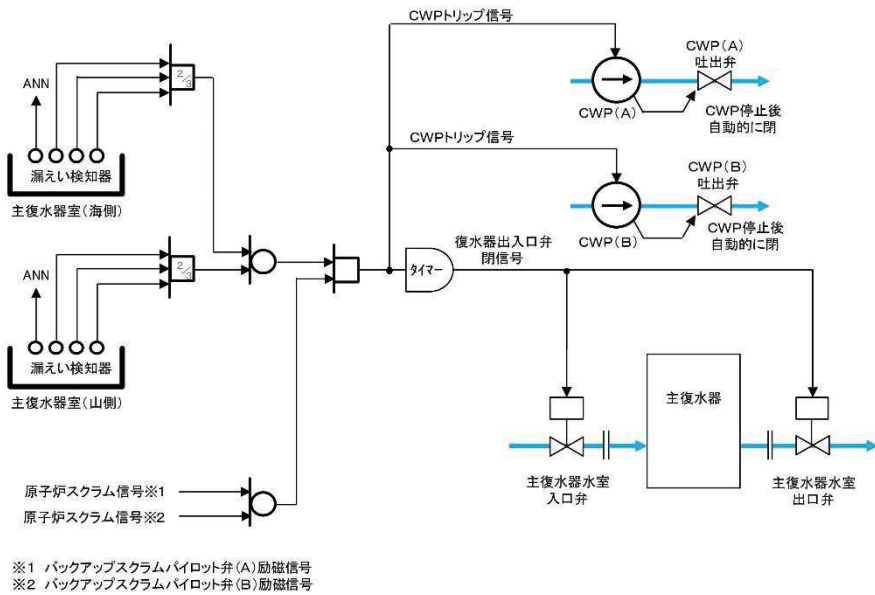 CWPトリップ信号
CWP(A)
吐出弁
CWP(A)
CWP停止後
自動的に閉
ANN
2/3
漏えい検知器
主復水器室(海側)
CWPトリップ信号
CWP(B)
吐出弁
CWP(B)
CWP停止後
自動的に閉
復水器出入口弁
閉信号
タイマー
ANN
2/3
漏えい検知器
主復水器室(山側)
主復水器
主復水器水室
入口弁
主復水器水室
出口弁
原子炉スクラム信号※1
原子炉スクラム信号※2
※1 バックアップスクラムパイロット弁(A)励磁信号
※2 バックアップスクラムパイロット弁(B)励磁信号